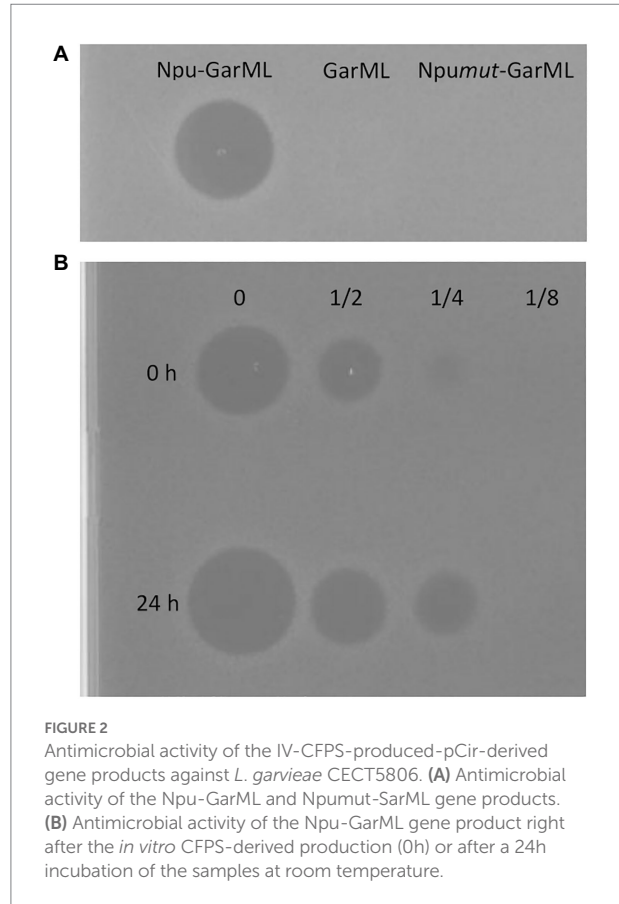 A
Npu-GarML GarML Npumut-GarML
B
0 1/2 1/4 1/8
0 h
24 h
FIGURE 2
Antimicrobial activity of the IV-CFPS-produced-pCir-derived
gene products against L. garvieae CECT5806. (A) Antimicrobial
activity of the Npu-GarML and Npumut-SarML gene products.
(B) Antimicrobial activity of the Npu-GarML gene product right
after the in vitro CFPS-derived production (0h) or after a 24h
incubation of the samples at room temperature.